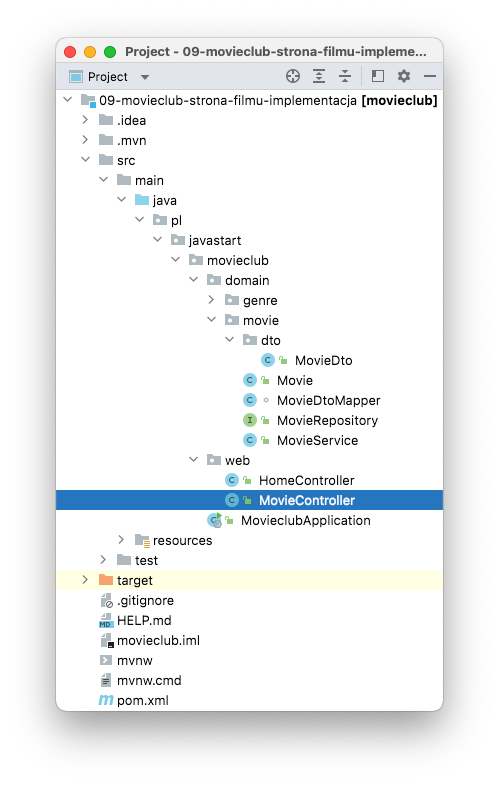 Project - 09-movieclub-strona-filmu-impleme...
Project
09-movieclub-strona-filmu-implementacja [movieclub]
.idea
.mvn
src
main
java
pl
javastart
movieclub
domain
genre
movie
dto
C MovieDto
C Movie
C MovieDtoMapper
I MovieRepository
C MovieService
web
C HomeController
C MovieController
C MovieclubApplication
resources
test
target
.gitignore
MD HELP.md
movieclub.iml
mvnw
mvnw.cmd
m pom.xml